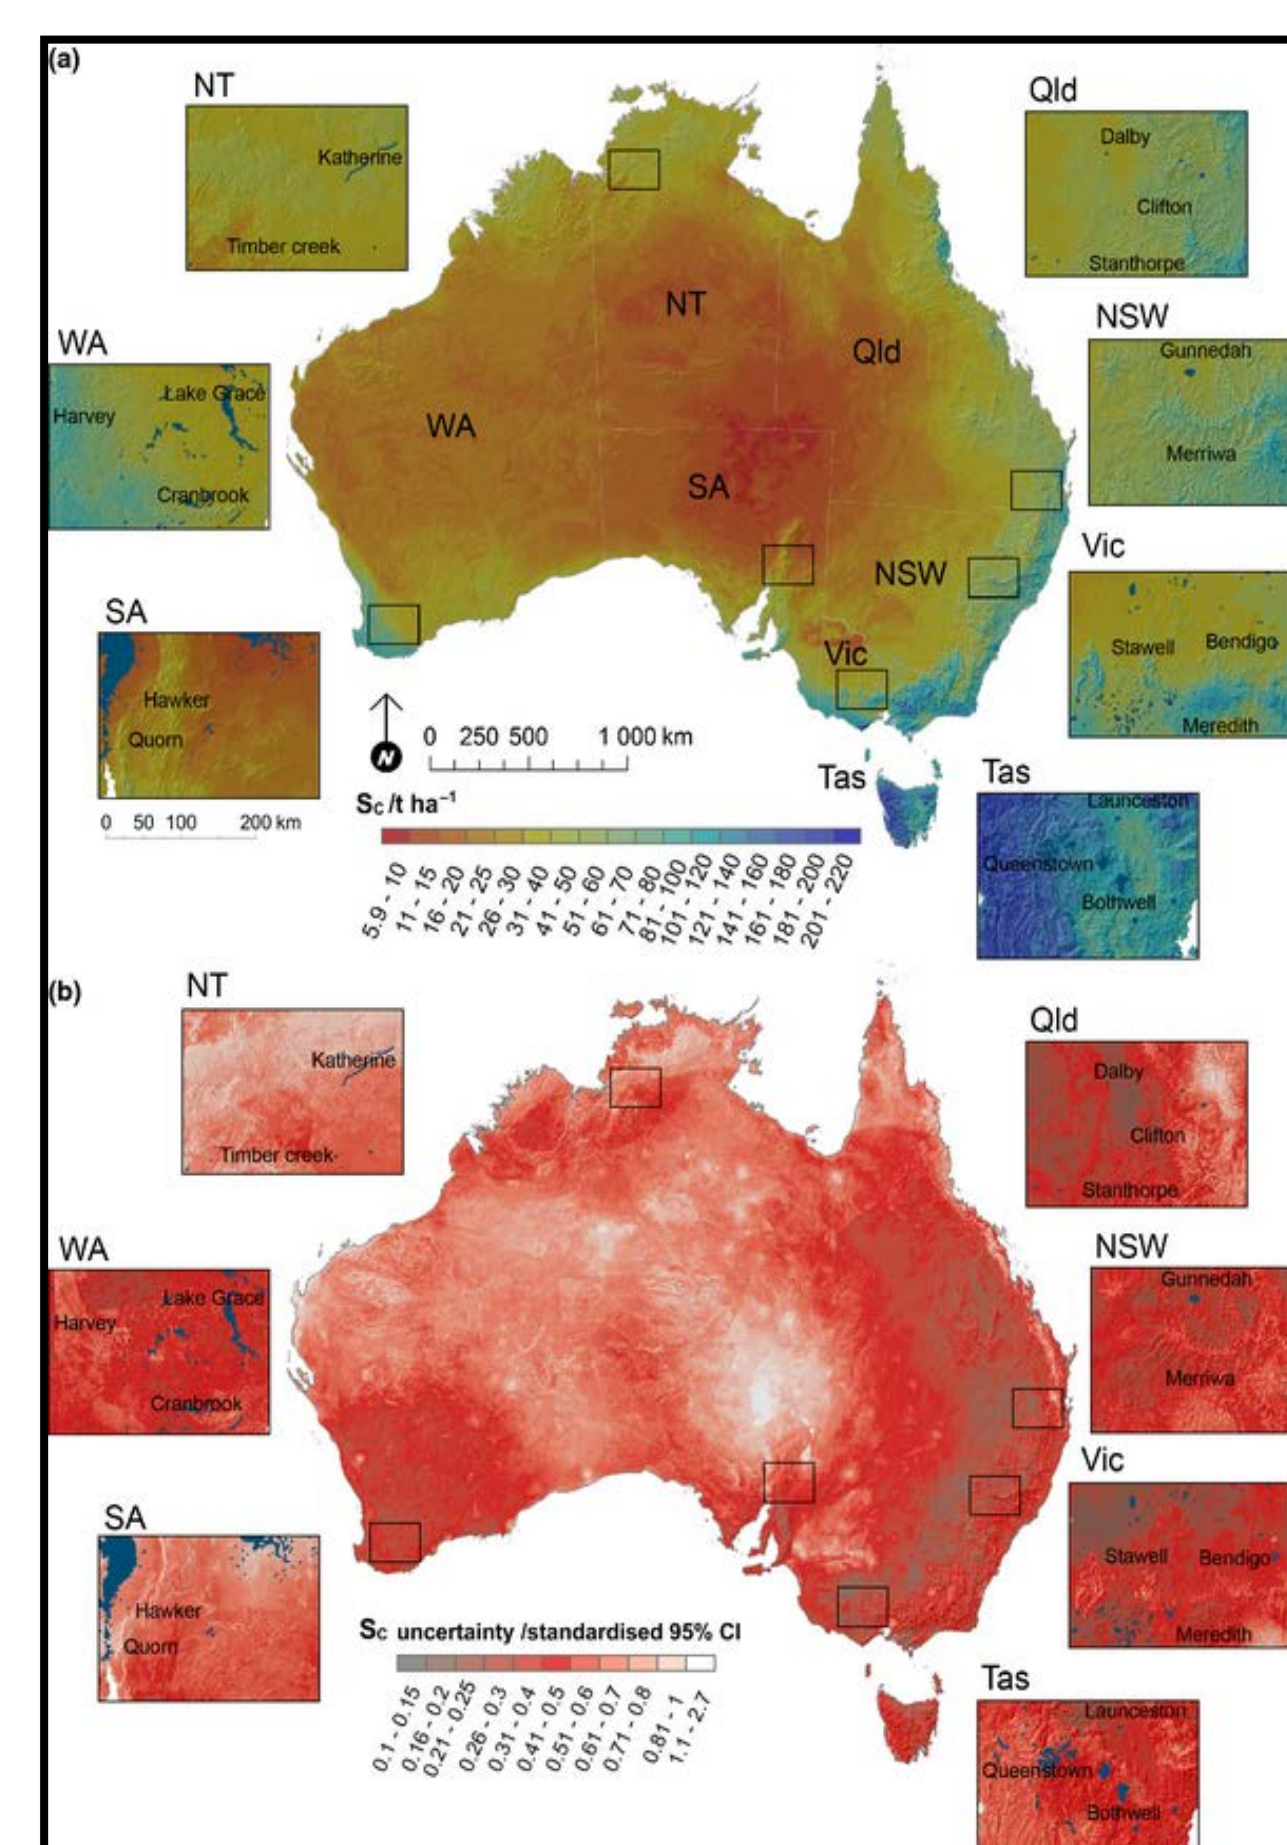 (a)
NT
Katherine
Timber creek
Qld
Dalby
Clifton
Stanthorpe
WA
Lake Grace
Harvey
Cranbrook
NSW
Gunnedah
Merriwa
Vic
Stawell
Bendigo
Meredith
SA
Hawker
Quorn
0 50 100 200 km
NT
Qld
WA
SA
NSW
Vic
Tas
N
0 250 500 1 000 km
Sc /t ha⁻¹
5.9 - 10
11 - 15
16 - 20
21 - 25
26 - 30
31 - 40
41 - 50
51 - 60
61 - 70
71 - 80
81 - 100
101 - 120
121 - 140
141 - 160
161 - 180
181 - 200
201 - 220
Tas
Launceston
Queenstown
Bothwell
(b)
NT
Katherine
Timber creek
Qld
Dalby
Clifton
Stanthorpe
WA
Lake Grace
Harvey
Cranbrook
NSW
Gunnedah
Merriwa
Vic
Stawell
Bendigo
Meredith
SA
Hawker
Quorn
Sc uncertainty /standardised 95% CI
0.1 - 0.15
0.16 - 0.2
0.21 - 0.25
0.26 - 0.3
0.31 - 0.4
0.41 - 0.5
0.51 - 0.6
0.61 - 0.7
0.71 - 0.8
0.81 - 1
1.1 - 2.7
Tas
Launceston
Queenstown
Bothwell